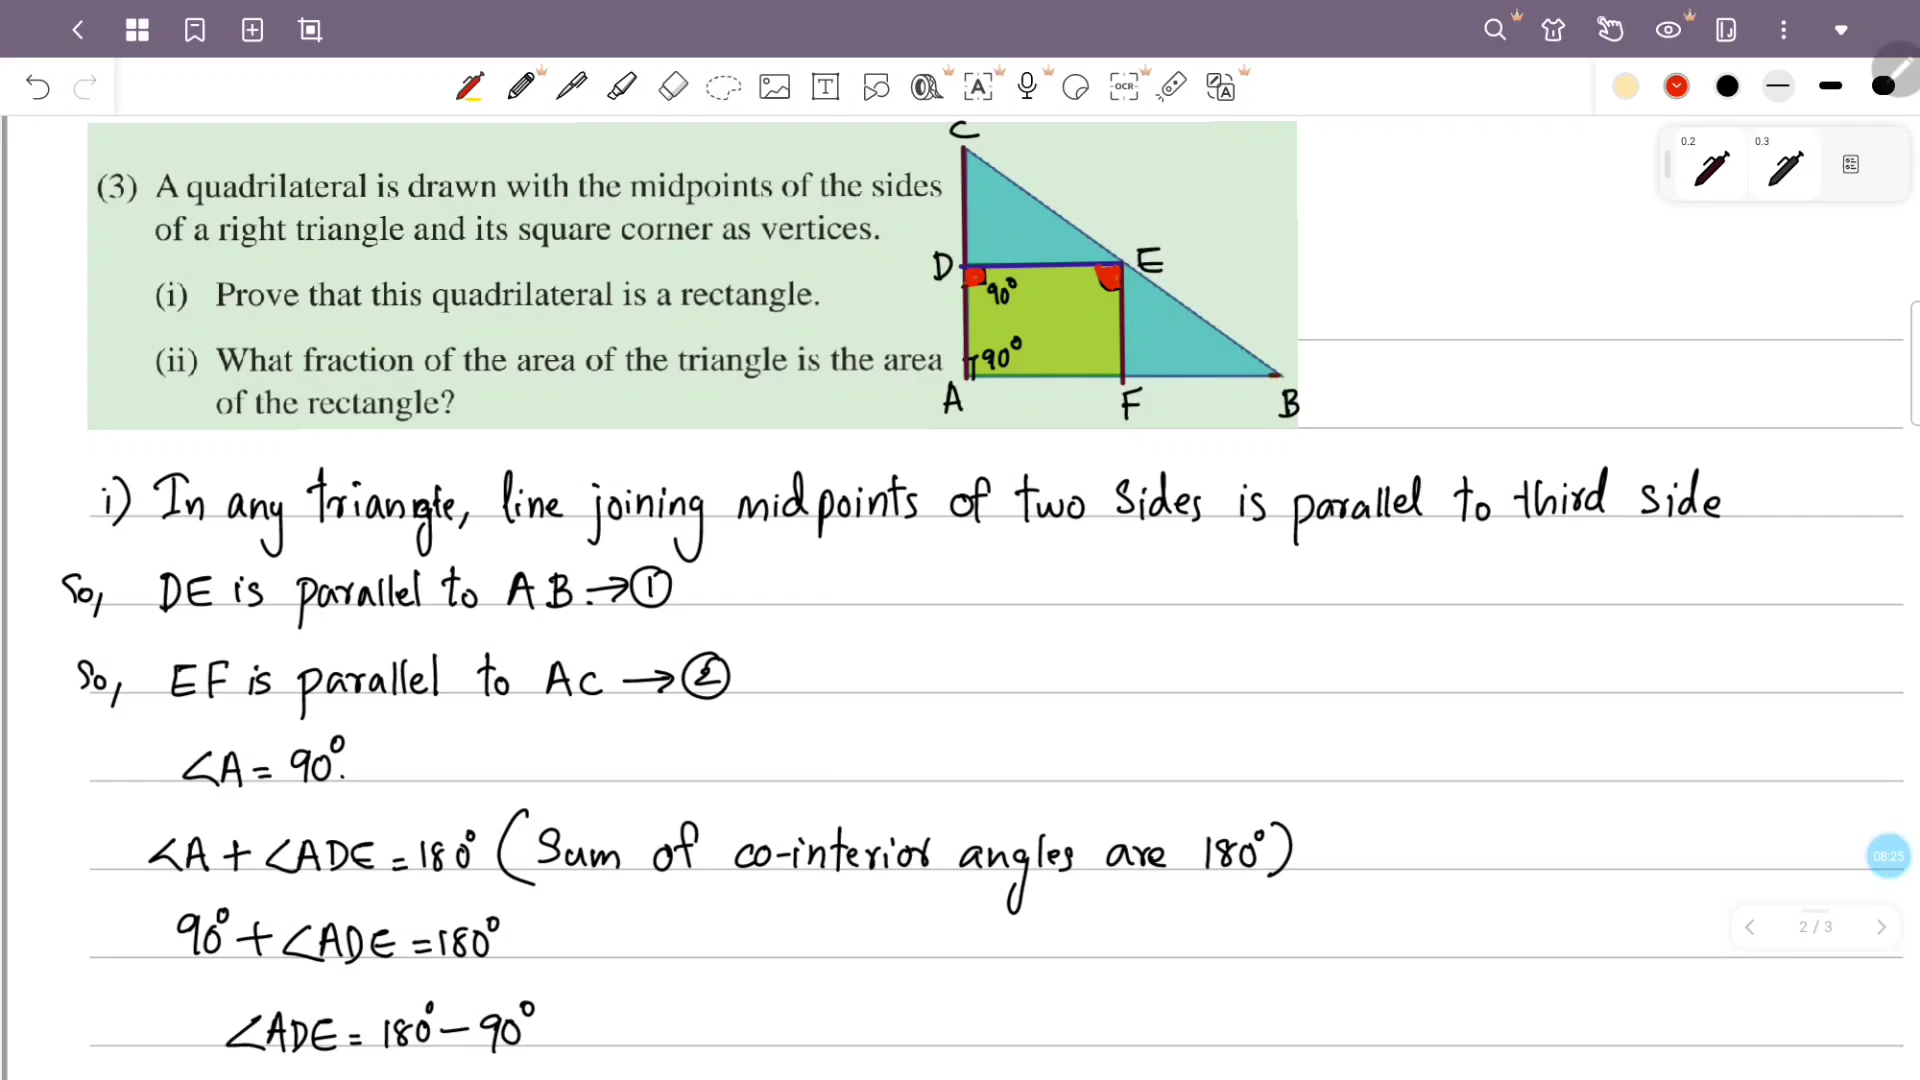 OCR
A
T
A
0.2
0.3
(3) A quadrilateral is drawn with the midpoints of the sides
of a right triangle and its square corner as vertices.
(i) Prove that this quadrilateral is a rectangle.
(ii) What fraction of the area of the triangle is the area
of the rectangle?
C
D
E
90°
90°
A
F
B
i) In any triangle, line joining midpoints of two sides is parallel to third side
So, DE is parallel to AB. → ①
So, EF is parallel to AC → ②
∠A = 90°.
∠A + ∠ADE = 180° (Sum of co-interior angles are 180°)
90° + ∠ADE = 180°
∠ADE = 180° − 90°
08:25
2 / 3